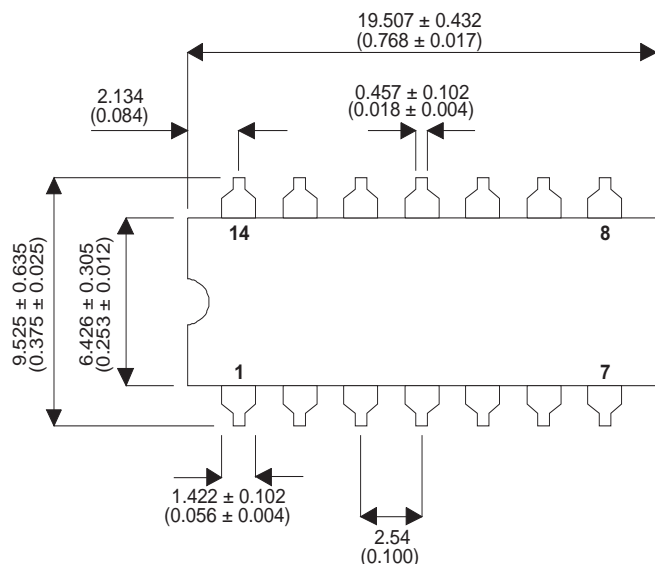 19.507 ± 0.432
(0.768 ± 0.017)
2.134
(0.084)
0.457 ± 0.102
(0.018 ± 0.004)
14
8
9.525 ± 0.635
(0.375 ± 0.025)
6.426 ± 0.305
(0.253 ± 0.012)
1
7
1.422 ± 0.102
(0.056 ± 0.004)
2.54
(0.100)